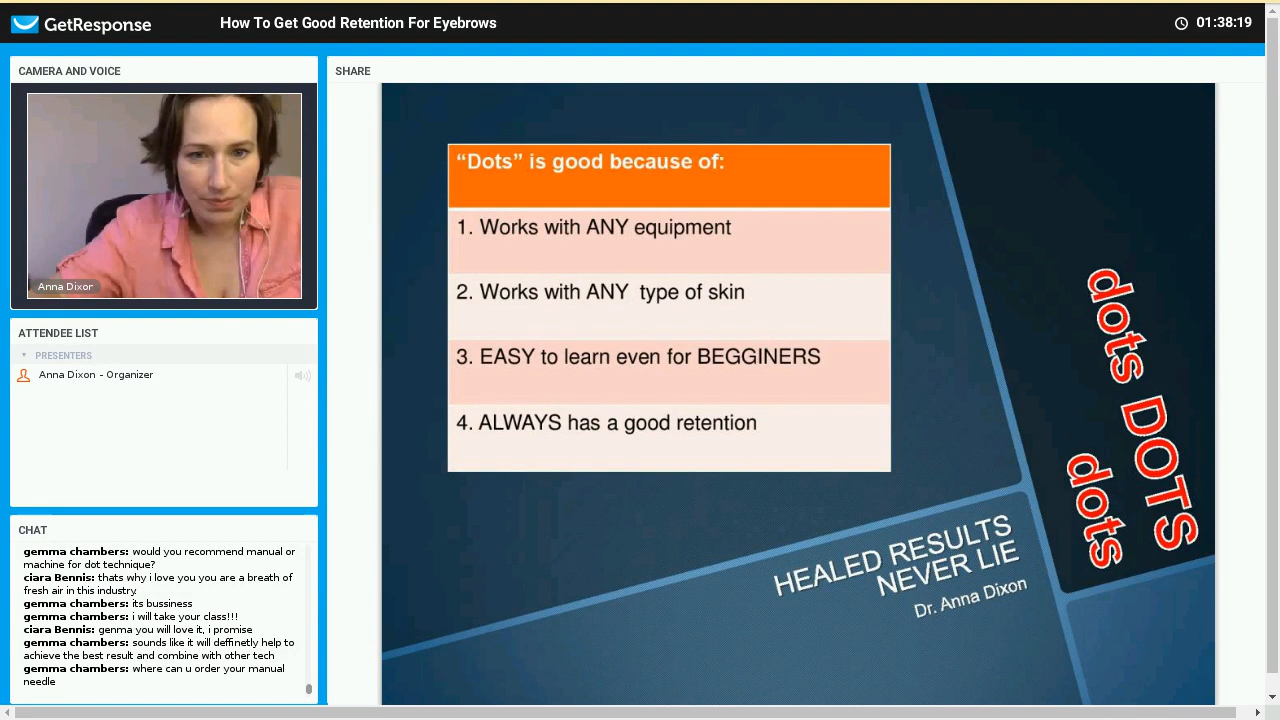 GetResponse
How To Get Good Retention For Eyebrows
01:38:19
CAMERA AND VOICE
Anna Dixon
ATTENDEE LIST
PRESENTERS
Anna Dixon - Organizer
CHAT
gemma chambers: would you recommend manual or
machine for dot technique?
ciara Bennis: thats why i love you you are a breath of
fresh air in this industry.
gemma chambers: its bussiness
gemma chambers: i will take your class!!!
ciara Bennis: genma you will love it, i promise
gemma chambers: sounds like it will deffinetly help to
achieve the best result and combine with other tech
gemma chambers: where can u order your manual
needle
SHARE
“Dots” is good because of:
1. Works with ANY equipment
2. Works with ANY  type of skin
3. EASY to learn even for BEGGINERS
4. ALWAYS has a good retention
HEALED RESULTS
NEVER LIE
Dr. Anna Dixon
dots DOTS
dots